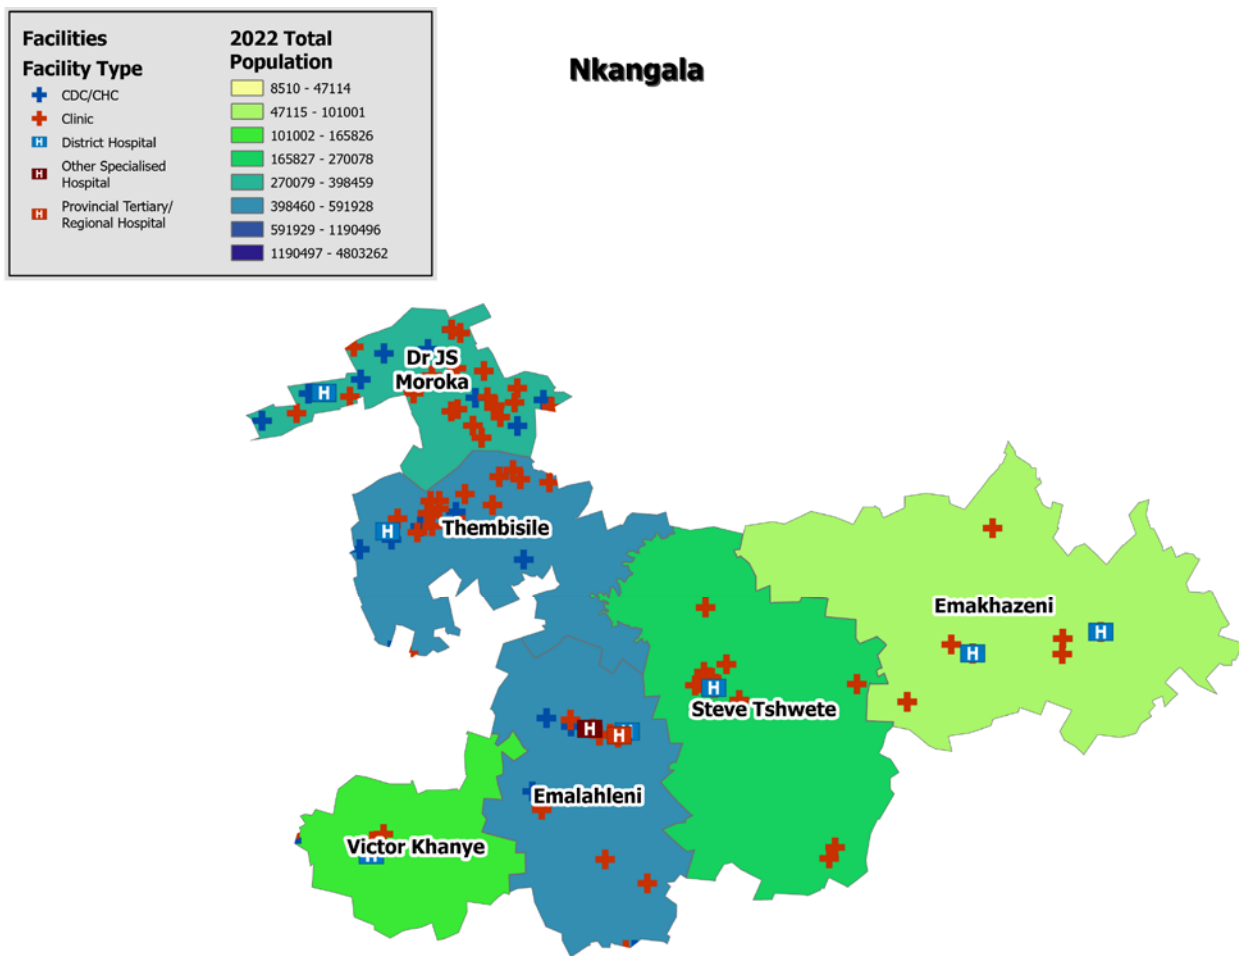 Facilities
Facility Type
CDC/CHC
Clinic
District Hospital
Other Specialised
Hospital
Provincial Tertiary/
Regional Hospital
2022 Total
Population
8510 - 47114
47115 - 101001
101002 - 165826
165827 - 270078
270079 - 398459
398460 - 591928
591929 - 1190496
1190497 - 4803262
Nkangala
Dr JS
Moroka
H
Thembisile
H
Emakhazeni
H
H
Steve Tshwete
H
Emalahleni
H
H
H
Victor Khanye
H